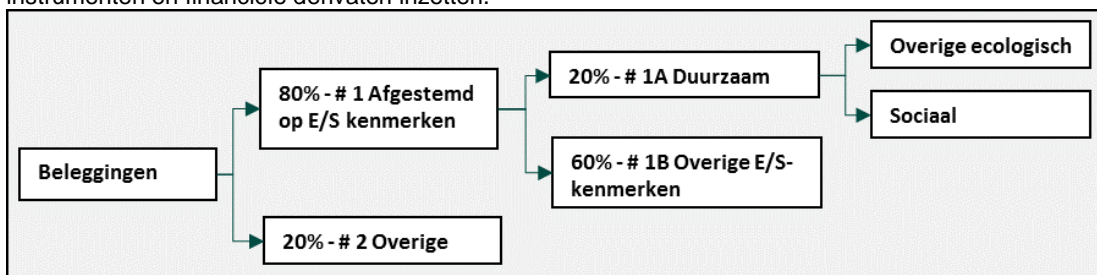 instrumenten en financiële derivaten inzetten.
Beleggingen
80% - # 1 Afgestemd
op E/S kenmerken
20% - # 2 Overige
20% - # 1A Duurzaam
60% - # 1B Overige E/S-
kenmerken
Overige ecologisch
Sociaal